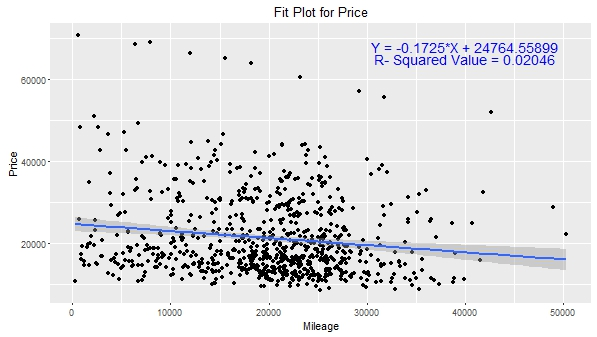 Fit Plot for Price
Y = -0.1725*X + 24764.55899
R- Squared Value = 0.02046
Price
60000
40000
20000
0
10000
20000
30000
40000
50000
Mileage